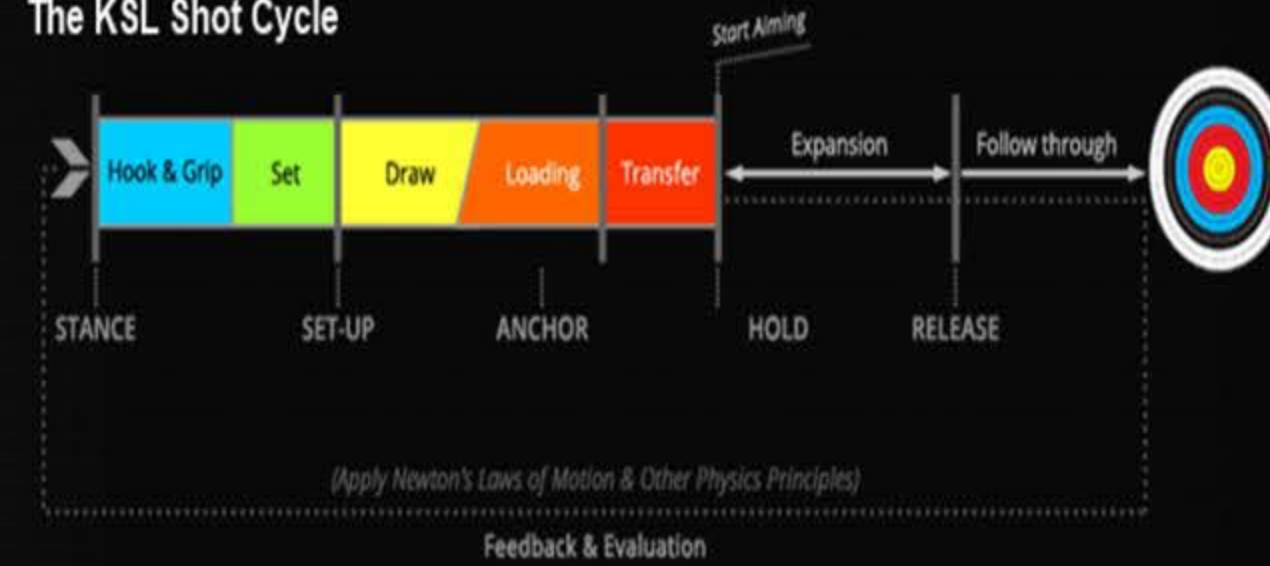 The KSL Shot Cycle
Start Aiming
Hook & Grip
Set
Draw
Loading
Transfer
Expansion
Follow through
STANCE
SET-UP
ANCHOR
HOLD
RELEASE
(Apply Newton's Laws of Motion & Other Physics Principles)
Feedback & Evaluation